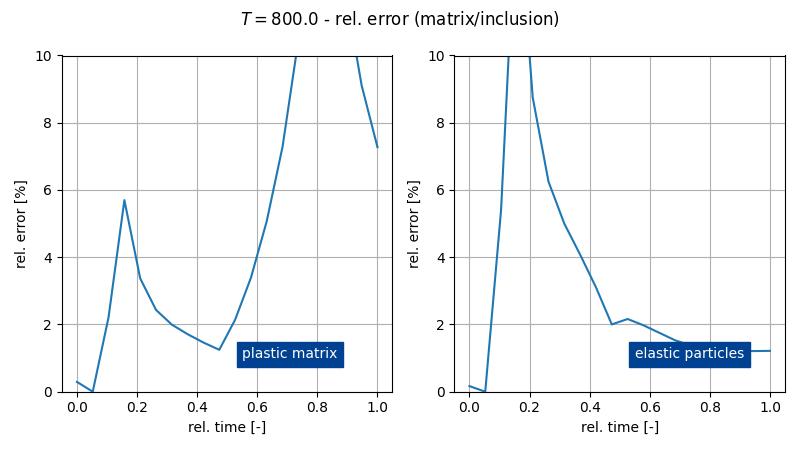 T = 800.0 - rel. error (matrix/inclusion)
rel. error [%]
10
8
6
4
2
0
0.0 0.2 0.4 0.6 0.8 1.0
rel. time [-]
plastic matrix
rel. error [%]
10
8
6
4
2
0
0.0 0.2 0.4 0.6 0.8 1.0
rel. time [-]
elastic particles